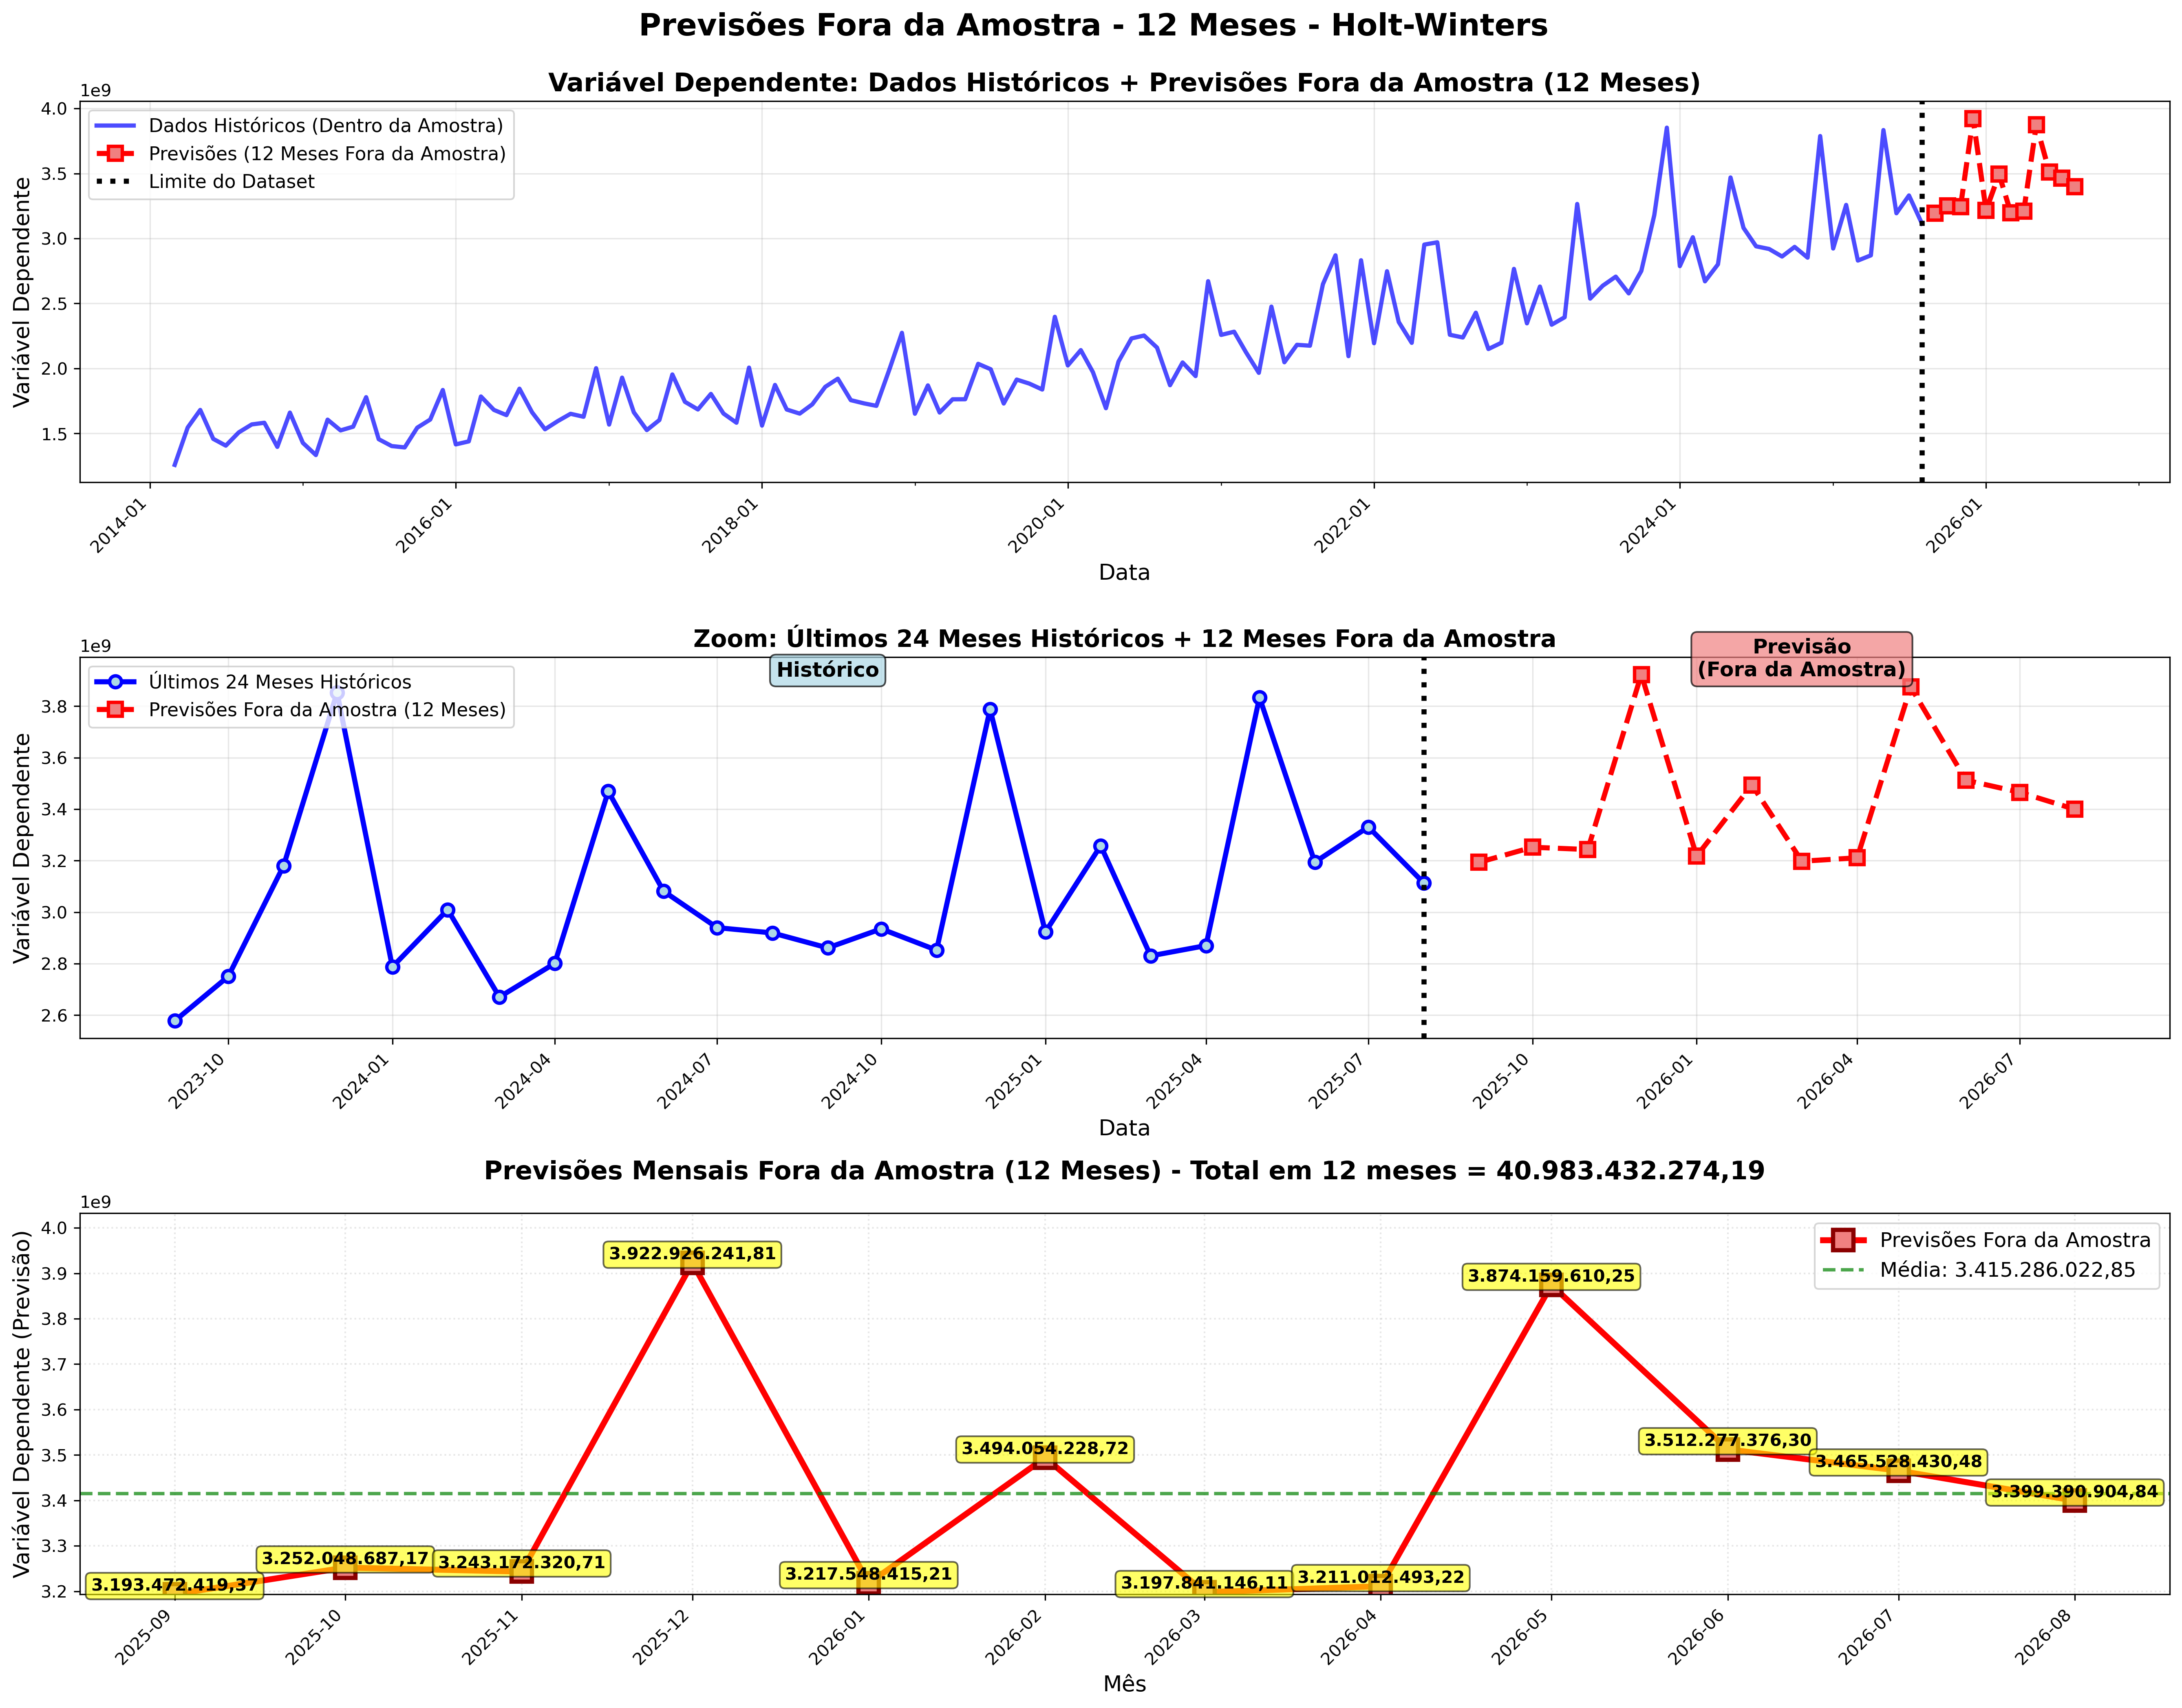 Previsões Fora da Amostra - 12 Meses - Holt-Winters
Variável Dependente: Dados Históricos + Previsões Fora da Amostra (12 Meses)
1e9
Dados Históricos (Dentro da Amostra)
Previsões (12 Meses Fora da Amostra)
Limite do Dataset
4.0
3.5
3.0
2.5
2.0
1.5
Variável Dependente
2014-01
2016-01
2018-01
2020-01
2022-01
2024-01
2026-01
Data
Zoom: Últimos 24 Meses Históricos + 12 Meses Fora da Amostra
1e9
Últimos 24 Meses Históricos
Previsões Fora da Amostra (12 Meses)
Histórico
Previsão
(Fora da Amostra)
3.8
3.6
3.4
3.2
3.0
2.8
2.6
Variável Dependente
2023-10
2024-01
2024-04
2024-07
2024-10
2025-01
2025-04
2025-07
2025-10
2026-01
2026-04
2026-07
Data
Previsões Mensais Fora da Amostra (12 Meses) - Total em 12 meses = 40.983.432.274,19
1e9
Previsões Fora da Amostra
Média: 3.415.286.022,85
4.0
3.9
3.8
3.7
3.6
3.5
3.4
3.3
3.2
Variável Dependente (Previsão)
3.193.472.419,37
3.252.048.687,17
3.243.172.320,71
3.922.926.241,81
3.217.548.415,21
3.494.054.228,72
3.197.841.146,11
3.211.012.493,22
3.874.159.610,25
3.512.277.376,30
3.465.528.430,48
3.399.390.904,84
2025-09
2025-10
2025-11
2025-12
2026-01
2026-02
2026-03
2026-04
2026-05
2026-06
2026-07
2026-08
Mês